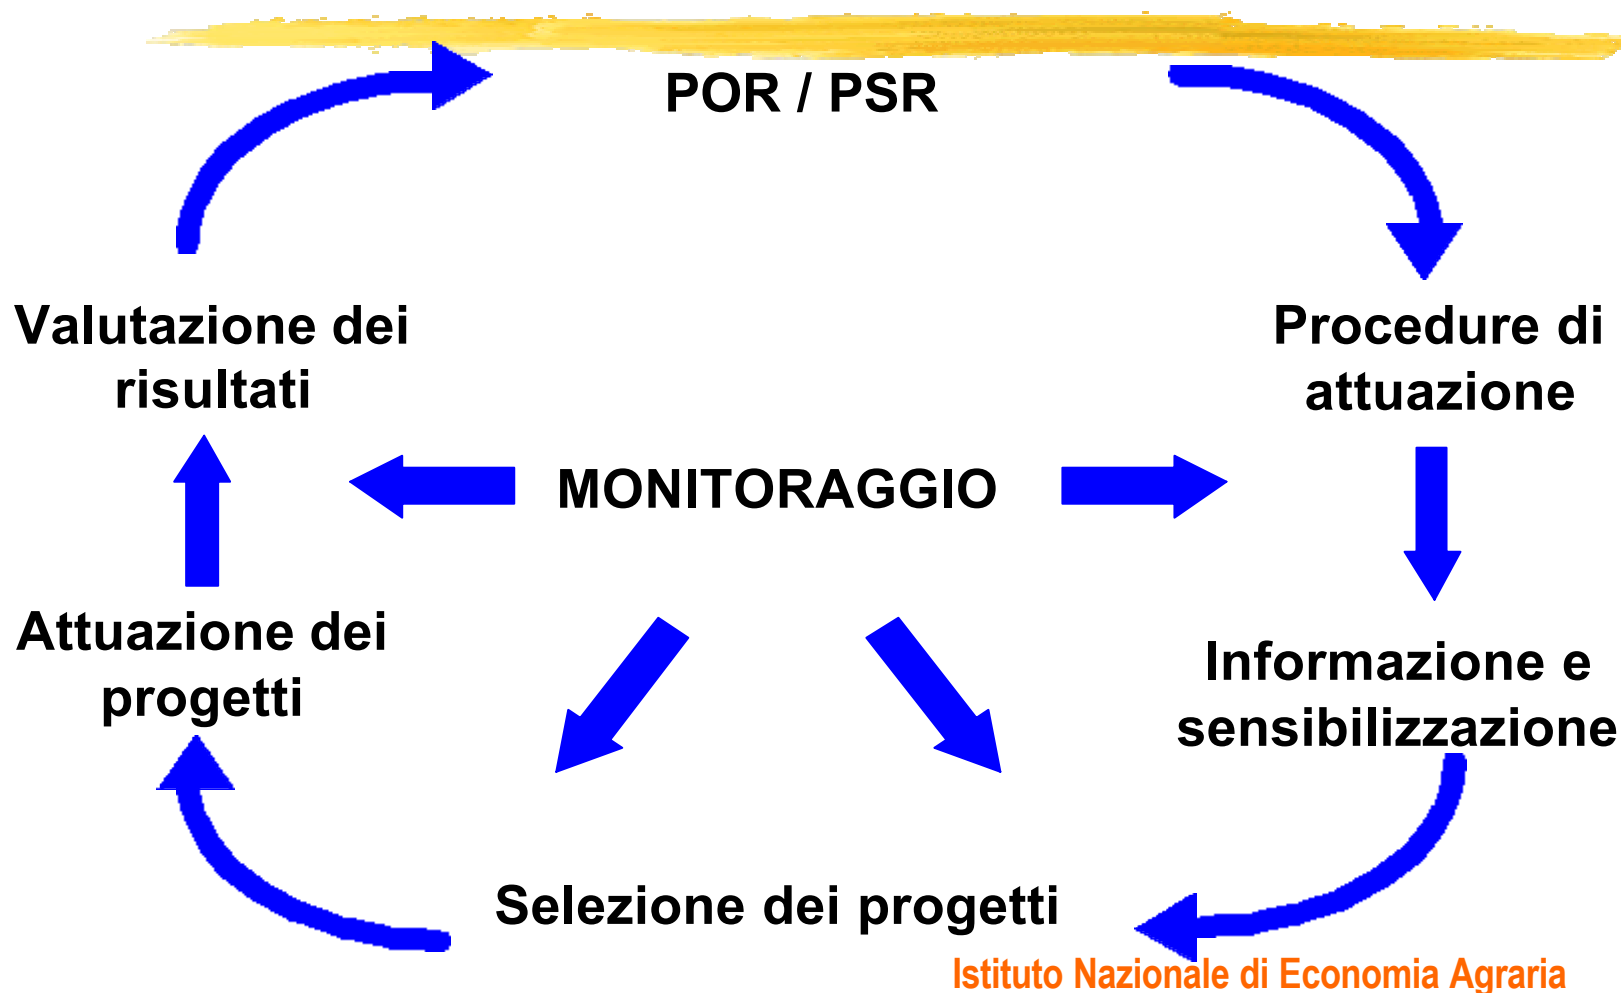 POR / PSR
Valutazione dei
risultati
Procedure di
attuazione
MONITORAGGIO
Attuazione dei
progetti
Informazione e
sensibilizzazione
Selezione dei progetti
Istituto Nazionale di Economia Agraria